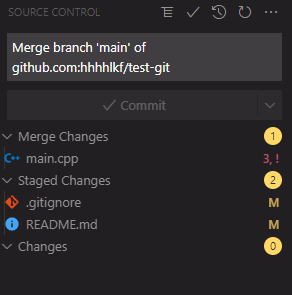 SOURCE CONTROL
Merge branch 'main' of
github.com:hhhhlkf/test-git
Commit
Merge Changes 1
main.cpp 3, !
Staged Changes 2
.gitignore M
README.md M
Changes 0